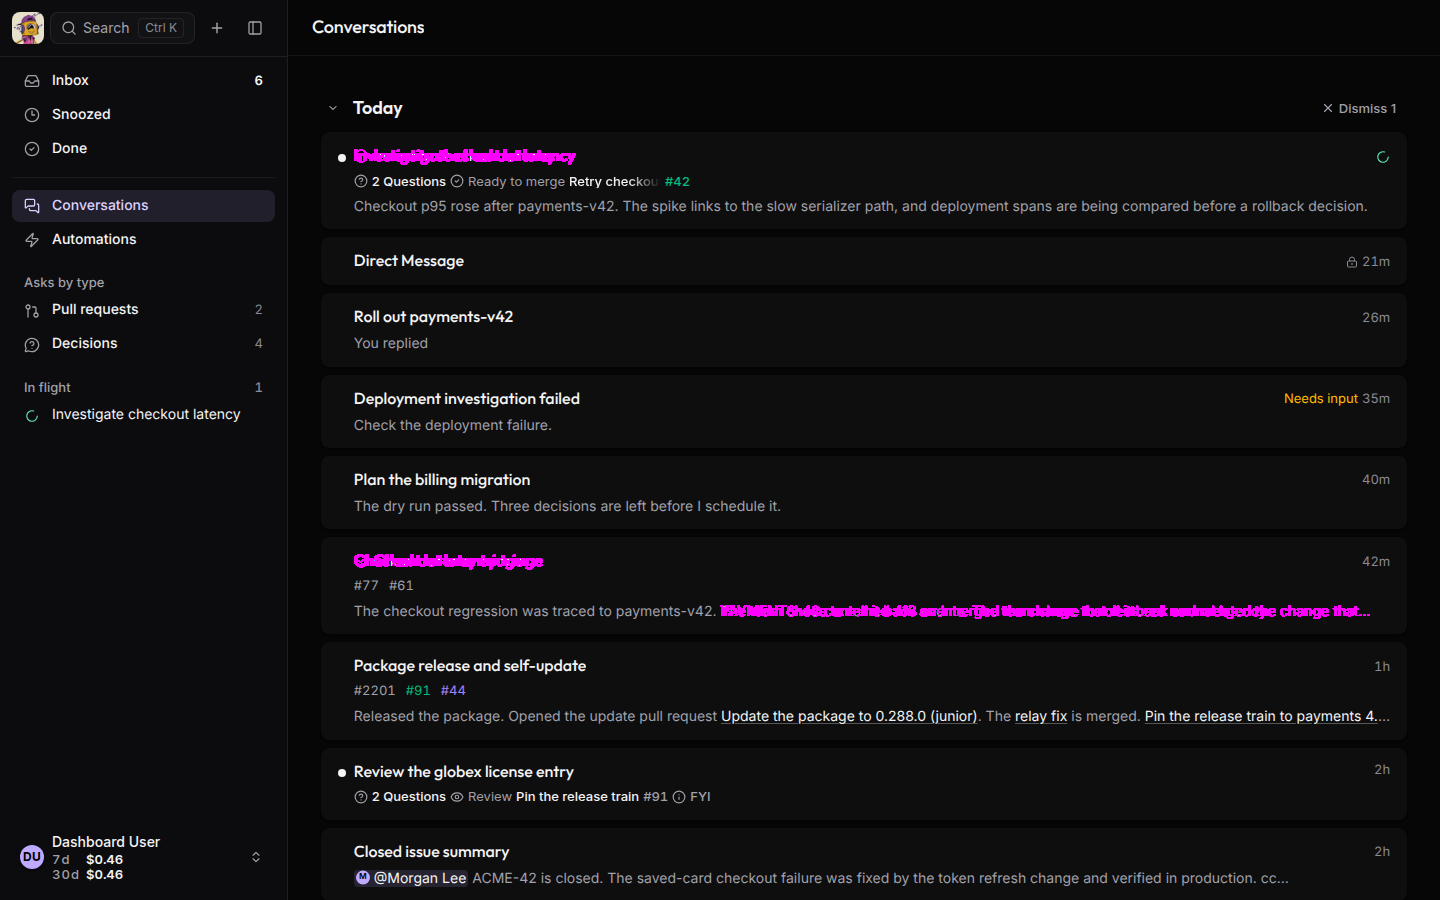 Search Ctrl K
Inbox 6
Snoozed
Done
Conversations
Automations
Asks by type
Pull requests 2
Decisions 4
In flight 1
Investigate checkout latency
DU Dashboard User
7d $0.46
30d $0.46
Conversations
Today
Dismiss 1
2 Questions Ready to merge Retry checkou #42
Checkout p95 rose after payments-v42. The spike links to the slow serializer path, and deployment spans are being compared before a rollback decision.
Direct Message 21m
Roll out payments-v42 26m
You replied
Deployment investigation failed Needs input 35m
Check the deployment failure.
Plan the billing migration 40m
The dry run passed. Three decisions are left before I schedule it.
42m
#77 #61
The checkout regression was traced to payments-v42. change that...
Package release and self-update 1h
#2201 #91 #44
Released the package. Opened the update pull request Update the package to 0.288.0 (junior). The relay fix is merged. Pin the release train to payments 4....
Review the globex license entry 2h
2 Questions Review Pin the release train #91 FYI
Closed issue summary 2h
M @Morgan Lee ACME-42 is closed. The saved-card checkout failure was fixed by the token refresh change and verified in production. cc...